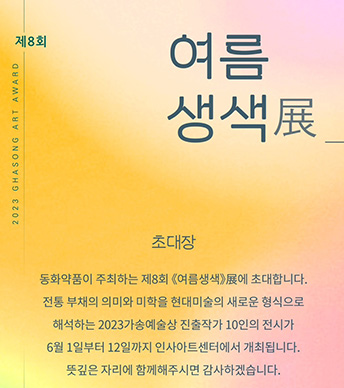 제8회
2023 GHASONG ART AWARD
여름
생색展
초대장
동화약품이 주최하는 제8회 《여름생색》展에 초대합니다.
전통 부채의 의미와 미학을 현대미술의 새로운 형식으로
해석하는 2023가송예술상 진출작가 10인의 전시가
6월 1일부터 12일까지 인사아트센터에서 개최됩니다.
뜻깊은 자리에 함께해주시면 감사하겠습니다.